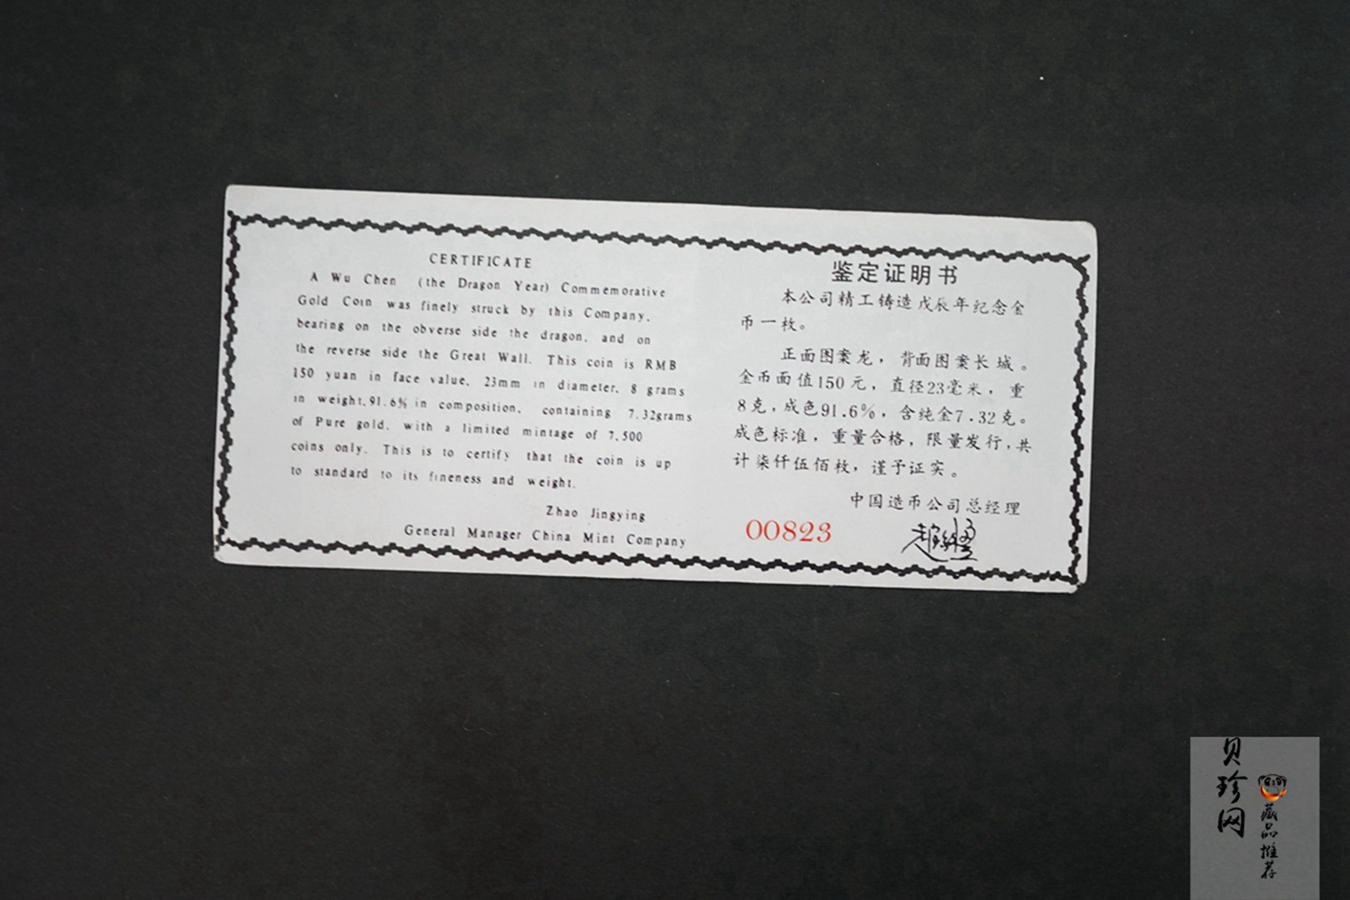 CERTIFICATE
A Wu Chen (the Dragon Year) Commemorative
Gold Coin was finely struck by this Company,
bearing on the obverse side the dragon, and on
the reverse side the Great Wall. This coin is RMB
150 yuan in face value, 23mm in diameter, 8 grams
in weight,91.6% in composition, containing 7.32grams
of Pure gold, with a limited mintage of 7,500
coins only. This is to certify that the coin is up
to standard to its fineness and weight.
Zhao Jingying
General Manager China Mint Company
鉴定证明书
本公司精工铸造戊辰年纪念金
币一枚。
正面图案龙，背面图案长城。
金币面值150元，直径23毫米，重
8克，成色91.6%，含纯金7.32克。
成色标准，重量合格，限量发行，共
计柒仟伍佰枚，谨予证实。
中国造币公司总经理
00823
贝珍网
藏品推荐